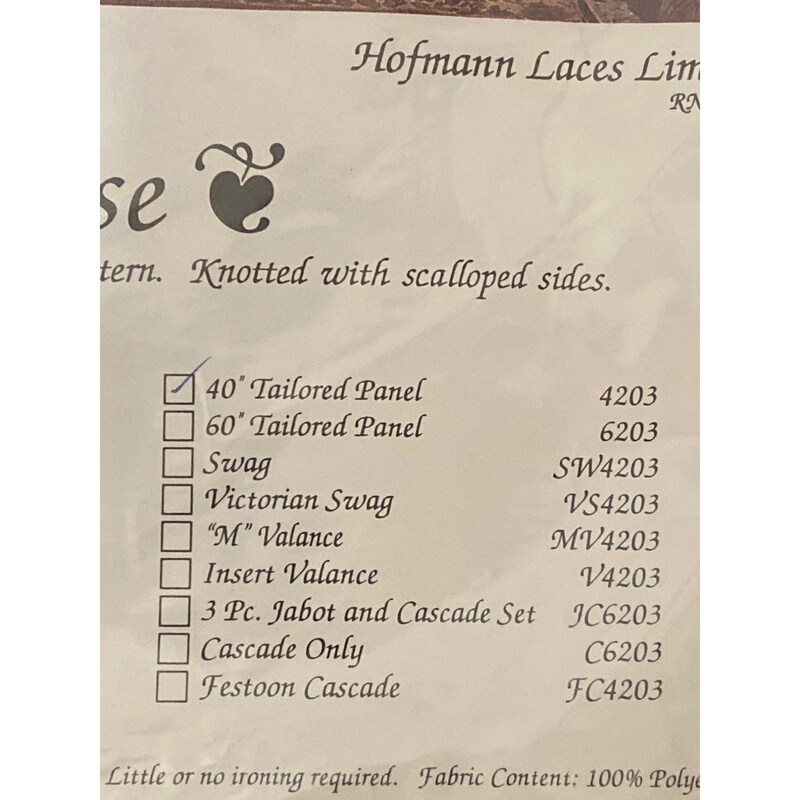 Hofmann Laces Lim
RN
se
tern. Knotted with scalloped sides.
40" Tailored Panel 4203
60" Tailored Panel 6203
Swag SW4203
Victorian Swag VS4203
"M" Valance MV4203
Insert Valance V4203
3 Pc. Jabot and Cascade Set JC6203
Cascade Only C6203
Festoon Cascade FC4203
Little or no ironing required. Fabric Content: 100% Polye